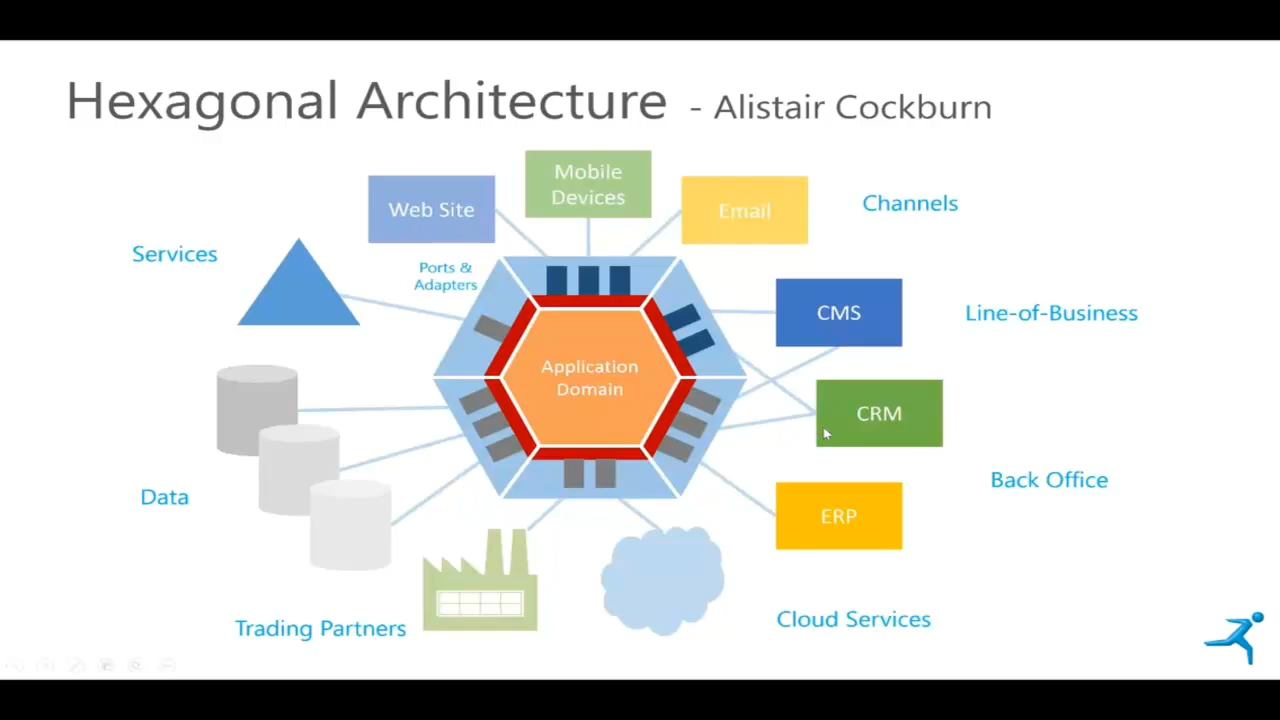 Hexagonal Architecture - Alistair Cockburn
Mobile
Devices
Web Site
Email
Channels
Services
Ports &
Adapters
CMS
Line-of-Business
Application
Domain
CRM
Back Office
Data
ERP
Trading Partners
Cloud Services